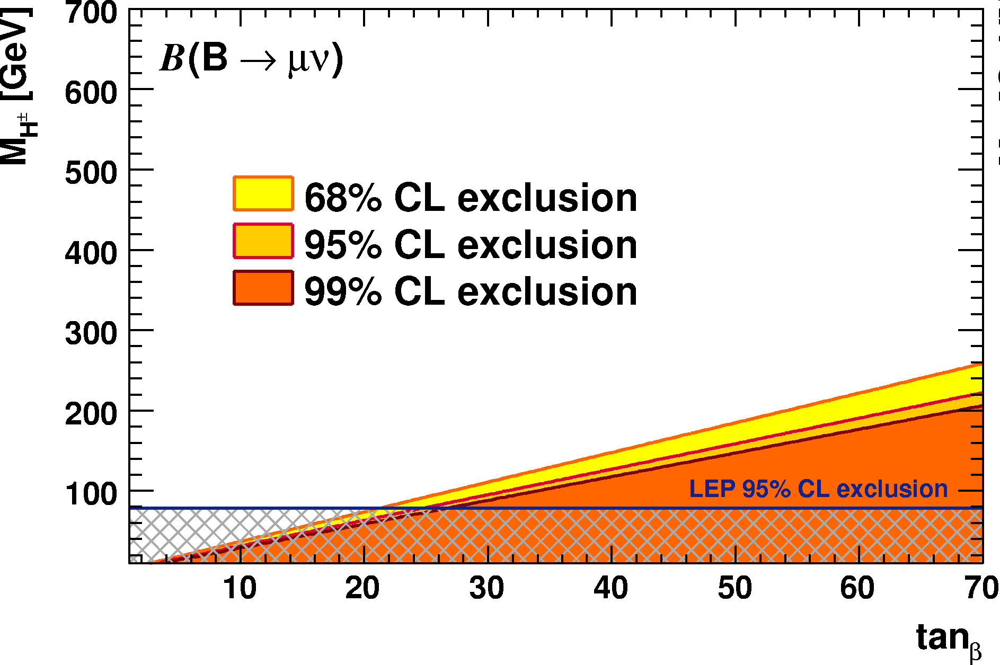 M_H± [GeV]
700
600
500
400
300
200
100
B(B → μν)
68% CL exclusion
95% CL exclusion
99% CL exclusion
LEP 95% CL exclusion
10 20 30 40 50 60 70
tan_β